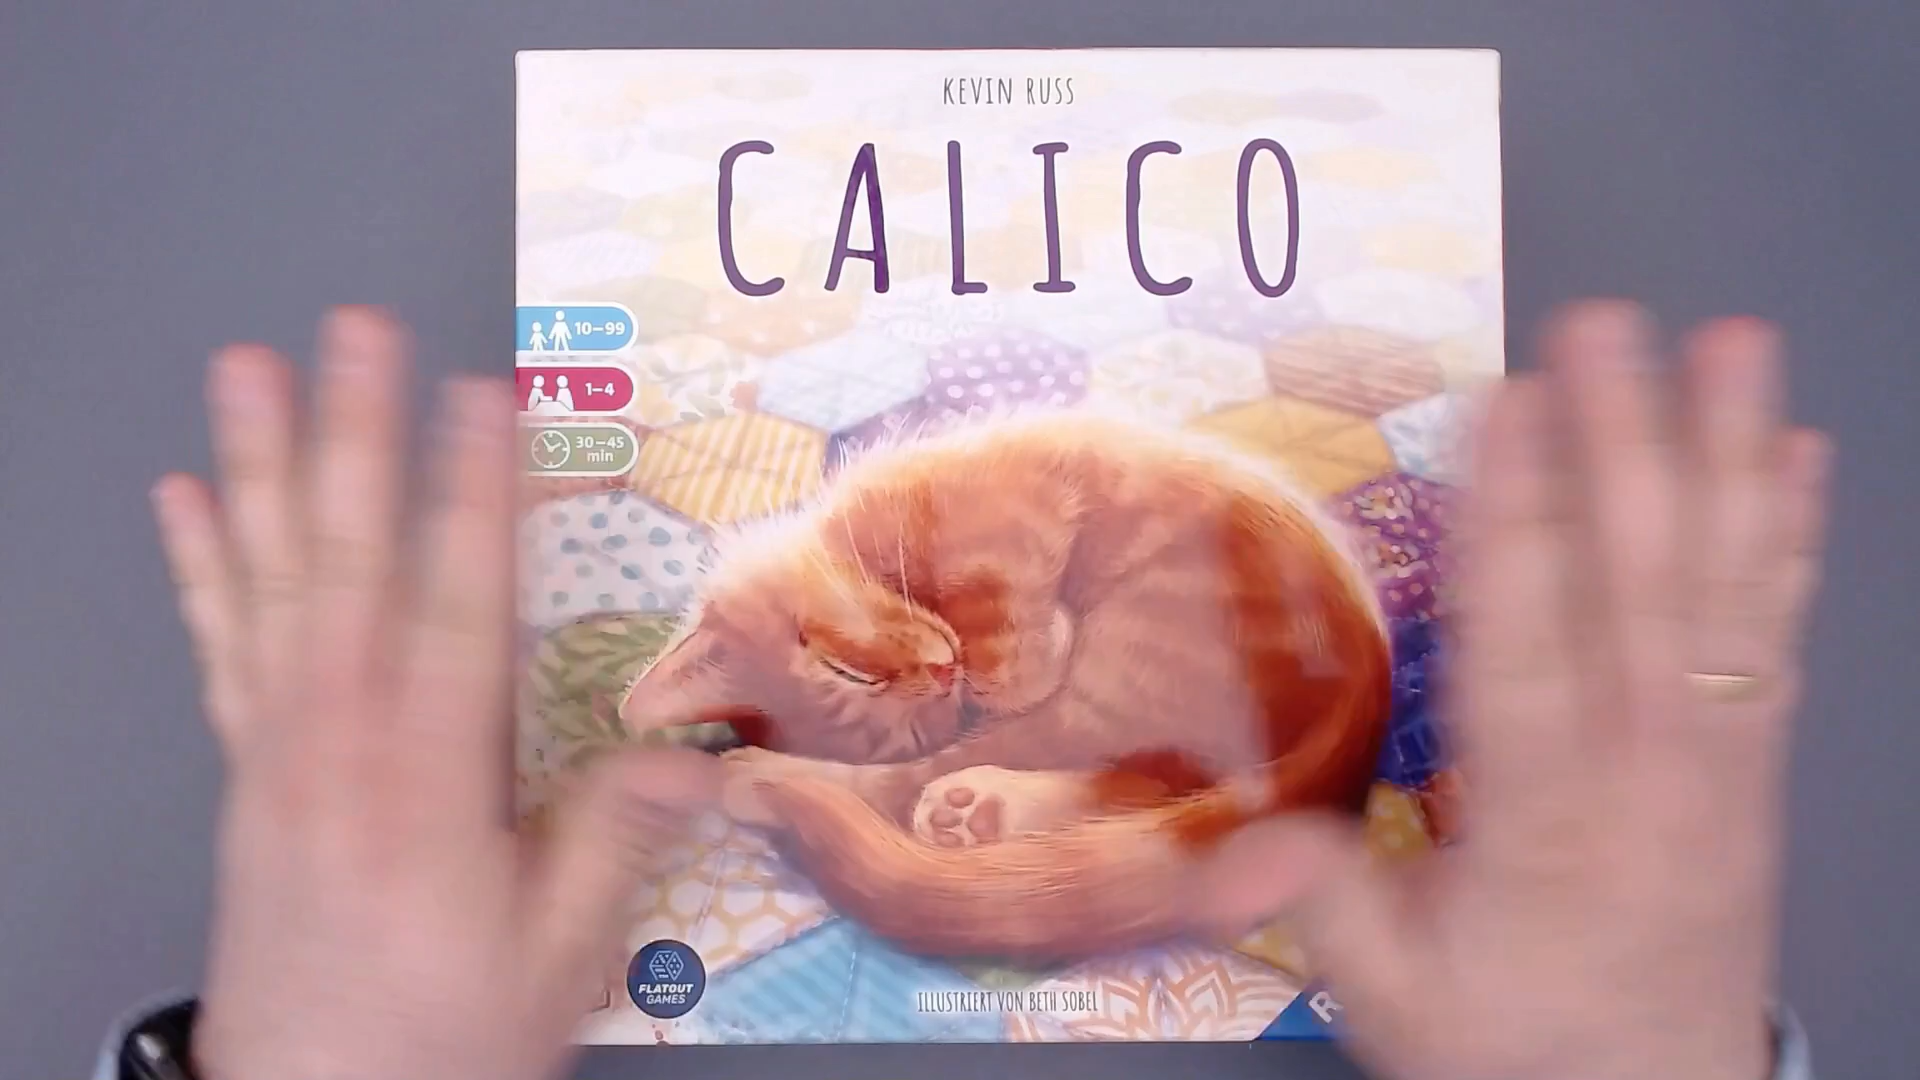 KEVIN RUSS
CALICO
10–99
1–4
30–45
min
FLATOUT
GAMES
ILLUSTRIERT VON BETH SOBEL
R